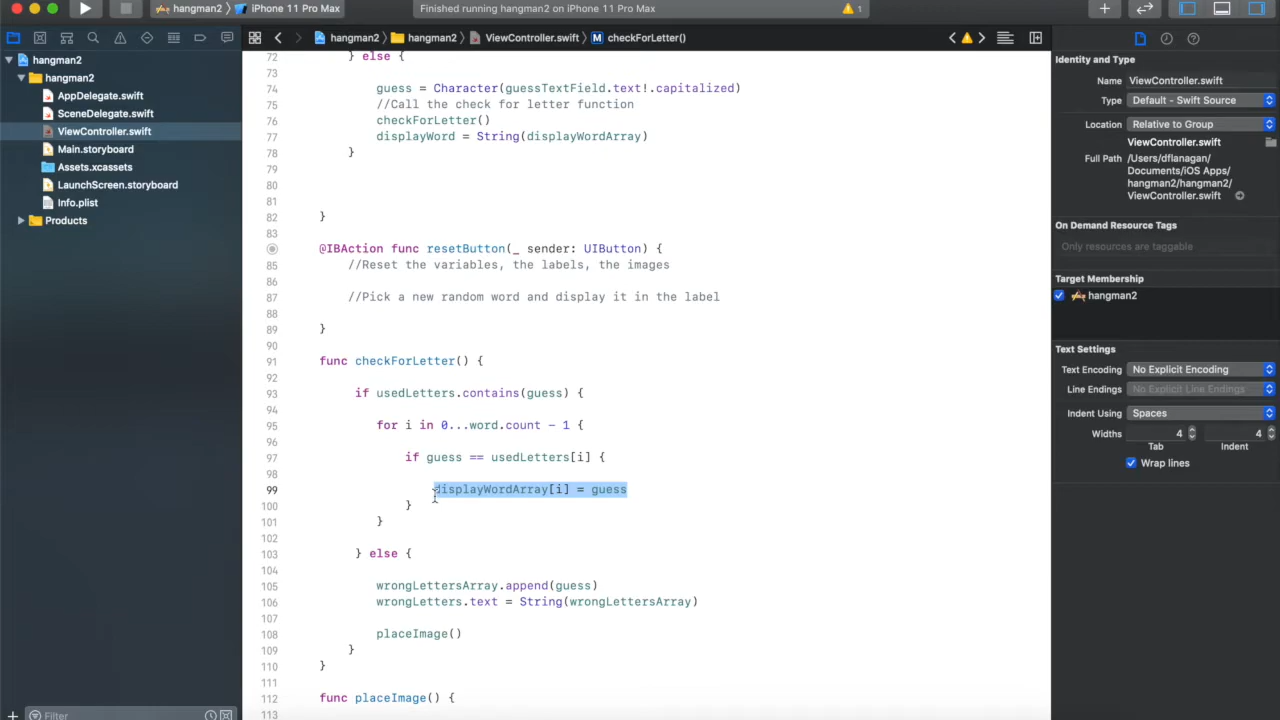 hangman2 〉 iPhone 11 Pro Max
Finished running hangman2 on iPhone 11 Pro Max
1
hangman2 〉 hangman2 〉 ViewController.swift 〉 M checkForLetter()
hangman2
hangman2
AppDelegate.swift
SceneDelegate.swift
ViewController.swift
Main.storyboard
Assets.xcassets
LaunchScreen.storyboard
Info.plist
Products
Filter
72 } else {
73
74 guess = Character(guessTextField.text!.capitalized)
75 //Call the check for letter function
76 checkForLetter()
77 displayWord = String(displayWordArray)
78 }
79
80
81
82 }
83
@IBAction func resetButton(_ sender: UIButton) {
85 //Reset the variables, the labels, the images
86
87 //Pick a new random word and display it in the label
88
89 }
90
91 func checkForLetter() {
92
93 if usedLetters.contains(guess) {
94
95 for i in 0...word.count - 1 {
96
97 if guess == usedLetters[i] {
98
99 displayWordArray[i] = guess
100 }
101 }
102
103 } else {
104
105 wrongLettersArray.append(guess)
106 wrongLetters.text = String(wrongLettersArray)
107
108 placeImage()
109 }
110 }
111
112 func placeImage() {
113
Identity and Type
Name ViewController.swift
Type Default - Swift Source
Location Relative to Group
ViewController.swift
Full Path /Users/dflanagan/
Documents/iOS Apps/
hangman2/hangman2/
ViewController.swift
On Demand Resource Tags
Only resources are taggable
Target Membership
hangman2
Text Settings
Text Encoding No Explicit Encoding
Line Endings No Explicit Line Endings
Indent Using Spaces
Widths 4 4
Tab Indent
Wrap lines